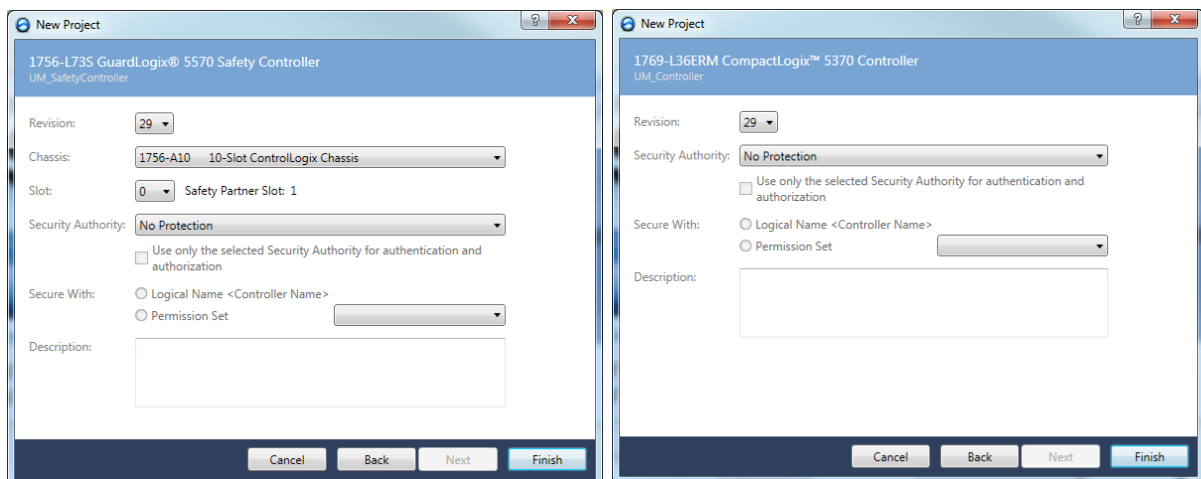 New Project
1756-L73S GuardLogix® 5570 Safety Controller
UM_SafetyController
Revision: 29
Chassis: 1756-A10 10-Slot ControlLogix Chassis
Slot: 0 Safety Partner Slot: 1
Security Authority: No Protection
Use only the selected Security Authority for authentication and
authorization
Secure With: Logical Name <Controller Name>
Permission Set
Description:
Cancel Back Next Finish
New Project
1769-L36ERM CompactLogix™ 5370 Controller
UM_Controller
Revision: 29
Security Authority: No Protection
Use only the selected Security Authority for authentication and
authorization
Secure With: Logical Name <Controller Name>
Permission Set
Description:
Cancel Back Next Finish